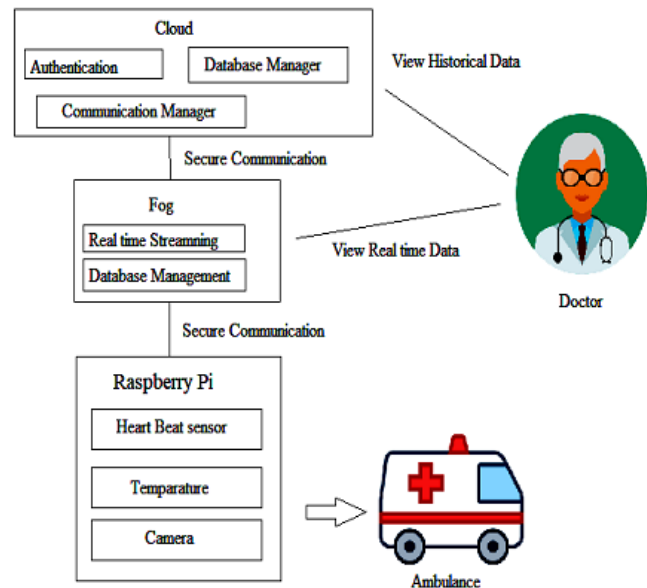 Cloud
Authentication
Database Manager
Communication Manager
View Historical Data
Secure Communication
Fog
Real time Streamning
Database Management
View Real time Data
Doctor
Secure Communication
Raspberry Pi
Heart Beat sensor
Temparature
Camera
Ambulance